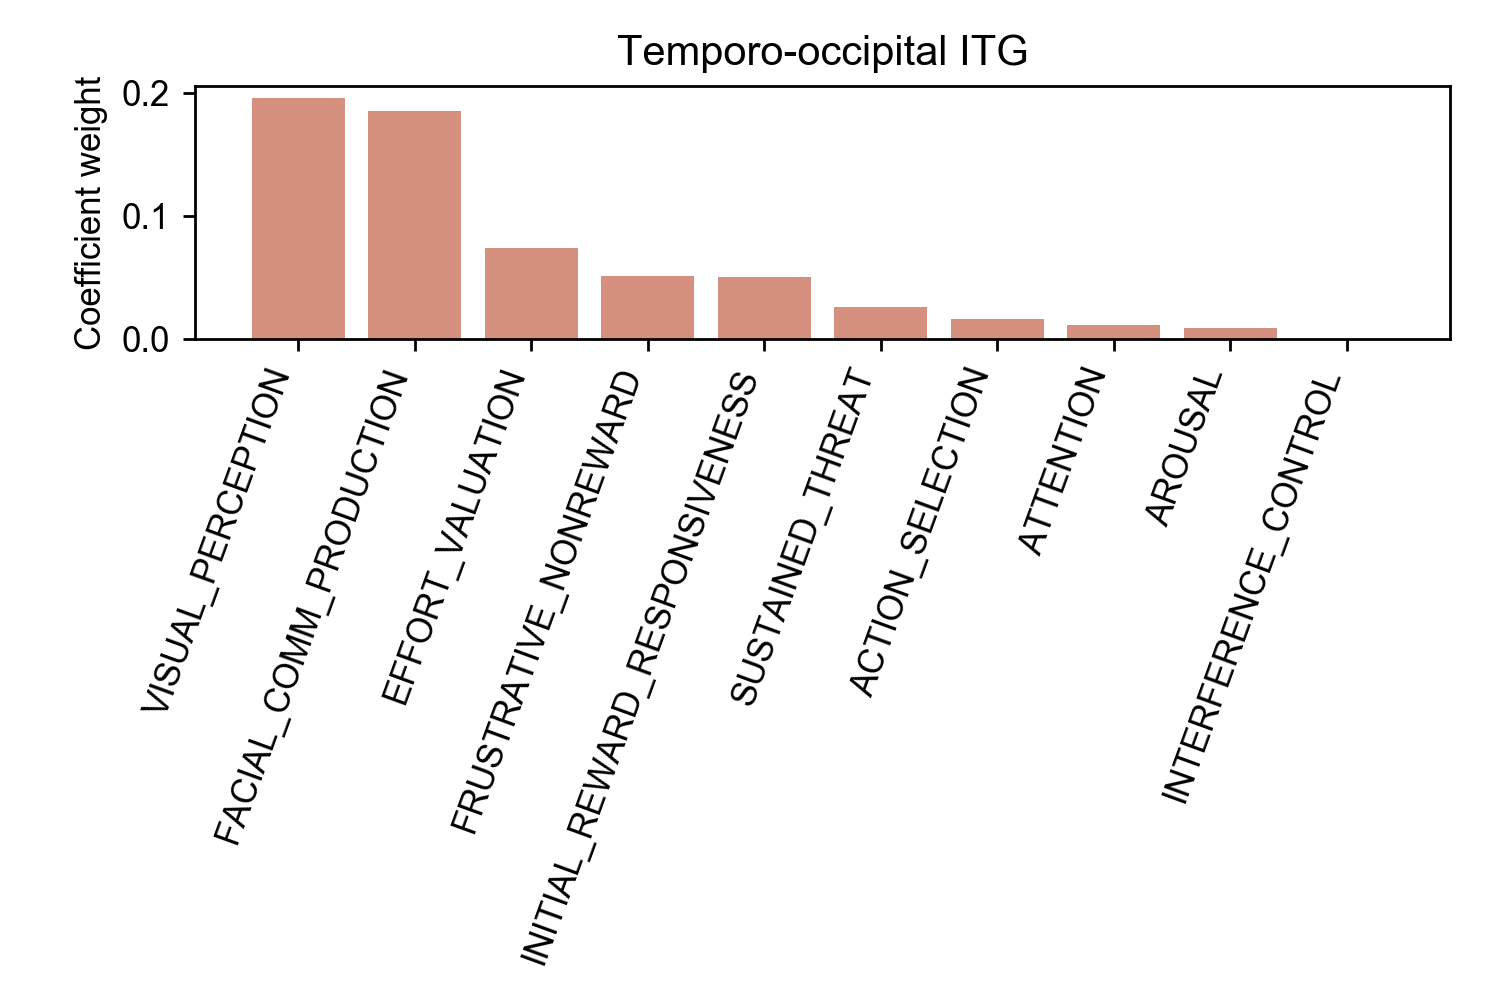 Temporo-occipital ITG
Coefficient weight
0.2
0.1
0.0
VISUAL_PERCEPTION
FACIAL_COMM_PRODUCTION
EFFORT_VALUATION
FRUSTRATIVE_NONREWARD
INITIAL_REWARD_RESPONSIVENESS
SUSTAINED_THREAT
ACTION_SELECTION
ATTENTION
AROUSAL
INTERFERENCE_CONTROL